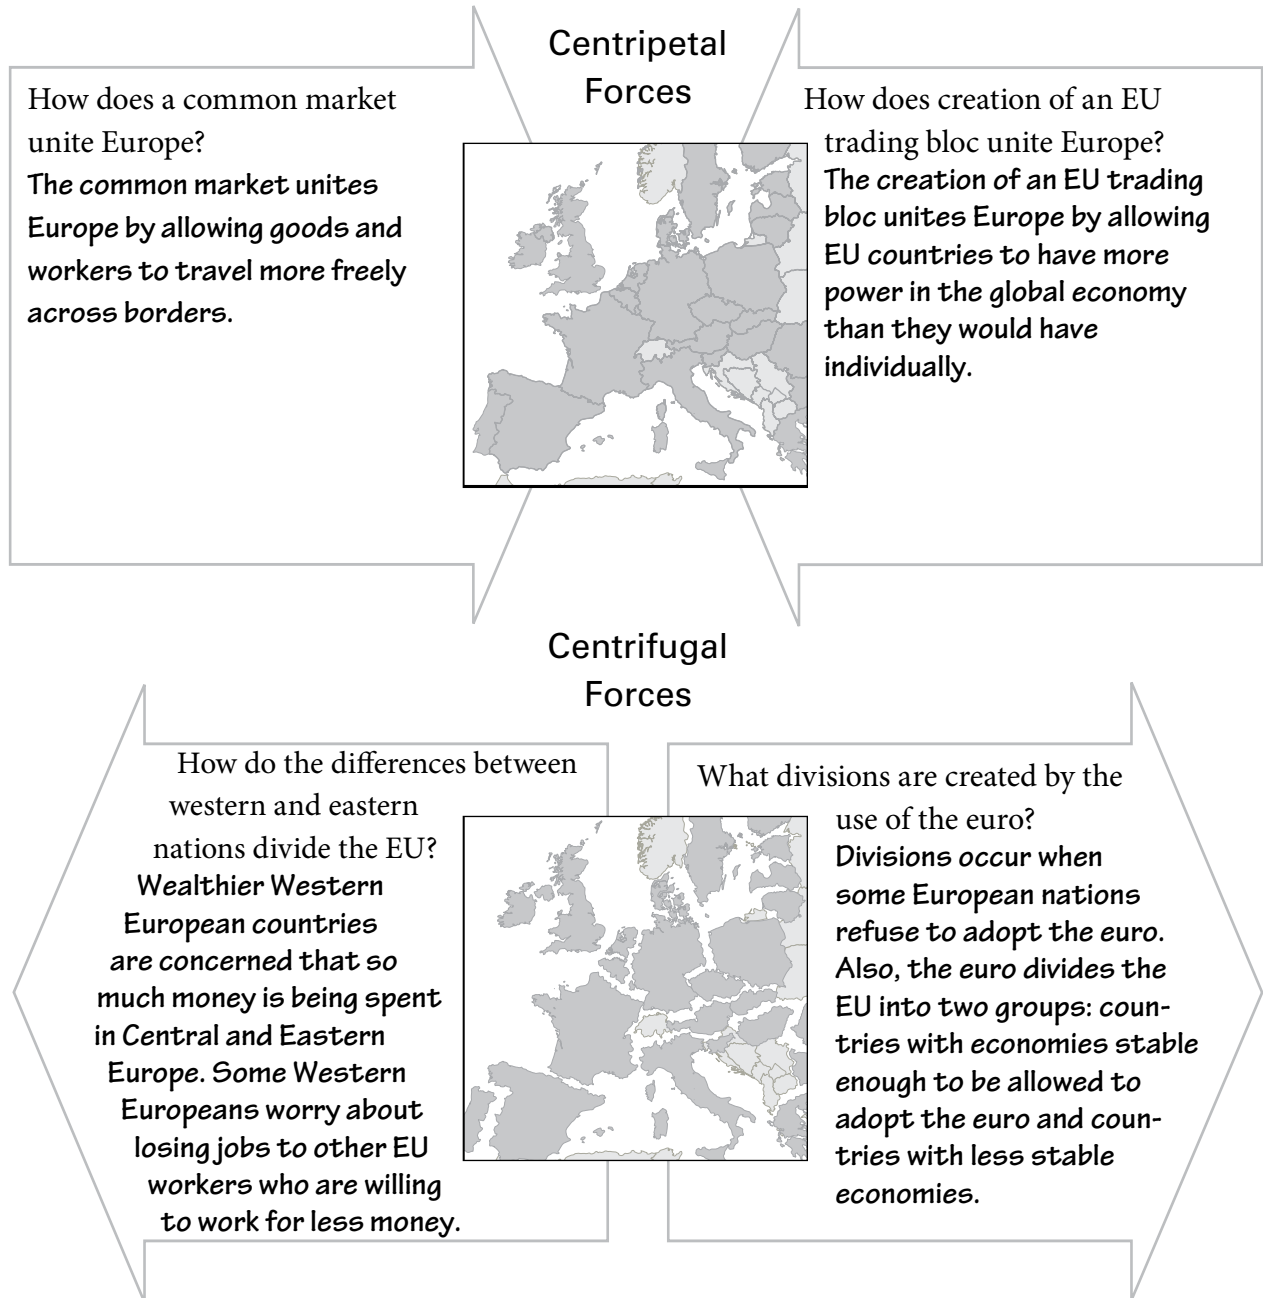 Centripetal
Forces
How does a common market
unite Europe?
The common market unites
Europe by allowing goods and
workers to travel more freely
across borders.
How does creation of an EU
trading bloc unite Europe?
The creation of an EU trading
bloc unites Europe by allowing
EU countries to have more
power in the global economy
than they would have
individually.
Centrifugal
Forces
How do the differences between
western and eastern
nations divide the EU?
Wealthier Western
European countries
are concerned that so
much money is being spent
in Central and Eastern
Europe. Some Western
Europeans worry about
losing jobs to other EU
workers who are willing
to work for less money.
What divisions are created by the
use of the euro?
Divisions occur when
some European nations
refuse to adopt the euro.
Also, the euro divides the
EU into two groups: coun-
tries with economies stable
enough to be allowed to
adopt the euro and coun-
tries with less stable
economies.